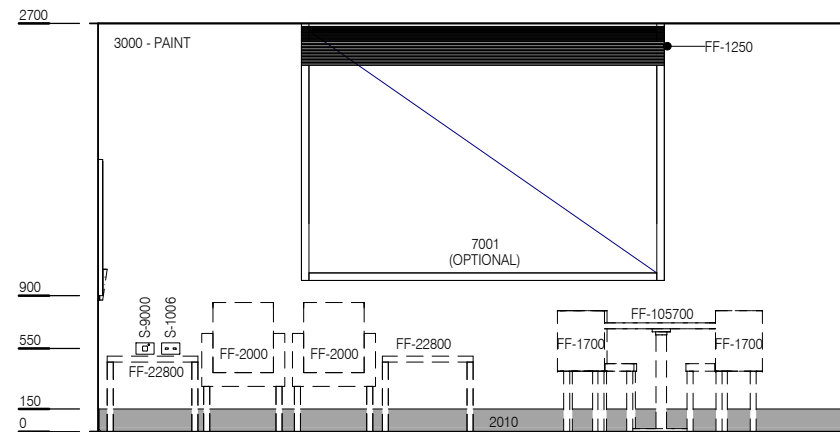 2700
3000 - PAINT
FF-1250
7001
(OPTIONAL)
900
S-9000
S-1006
FF-105700
550
FF-2000
FF-2000
FF-22800
FF-1700
FF-1700
FF-22800
150
0
2010